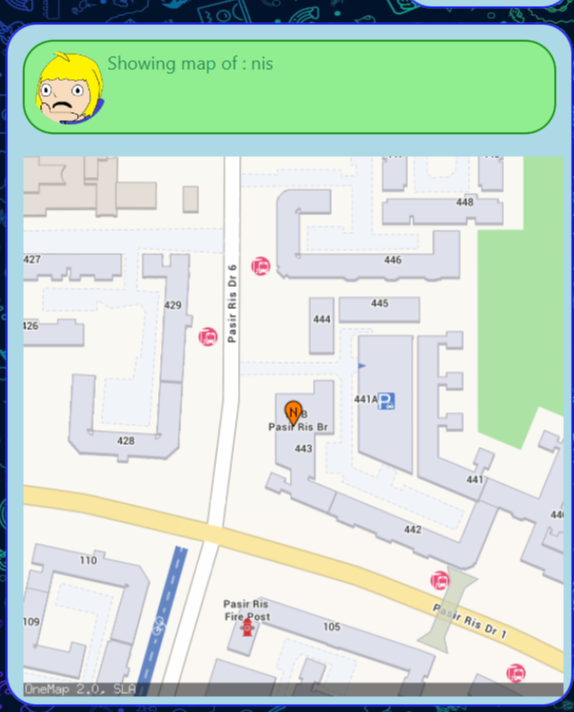 Showing map of : nis
448
427
446
Pasir Ris Dr 6
429
445
444
426
441A
P
N
B
Pasir Ris Br
443
428
441
442
110
Pasir Ris
Fire Post
109
105
Pasir Ris Dr 1
OneMap 2.0, SLA